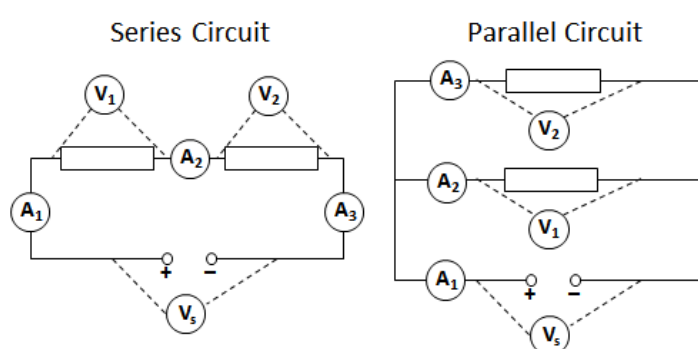 Series Circuit
V1
V2
A2
A1
A3
+ −
Vs
Parallel Circuit
A3
V2
A2
V1
A1
+ −
Vs